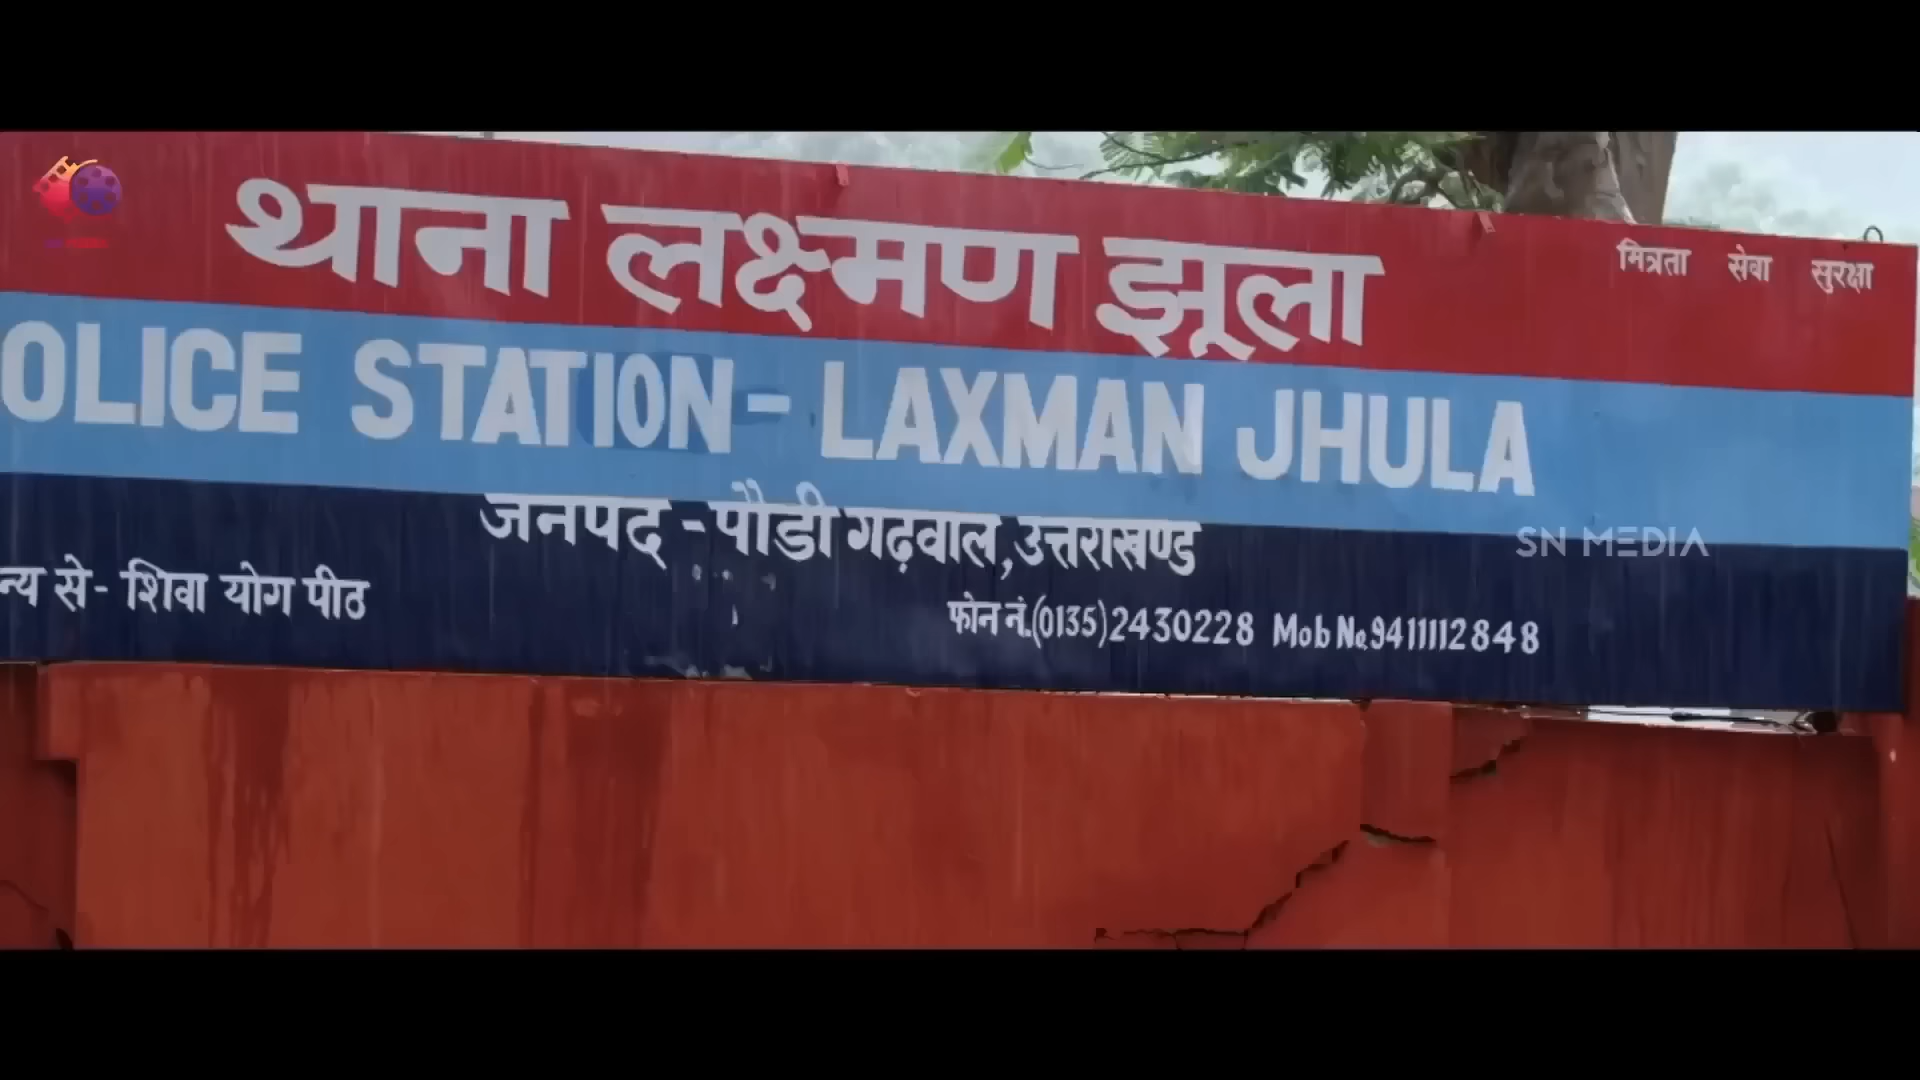 थाना लक्ष्मण झूला
मित्रता सेवा सुरक्षा
OLICE STATION - LAXMAN JHULA
जनपद - पौडी गढ़वाल, उत्तराखण्ड
SN MEDIA
न्य से - शिवा योग पीठ
फोन नं.(0135)2430228 Mob No.9411112848